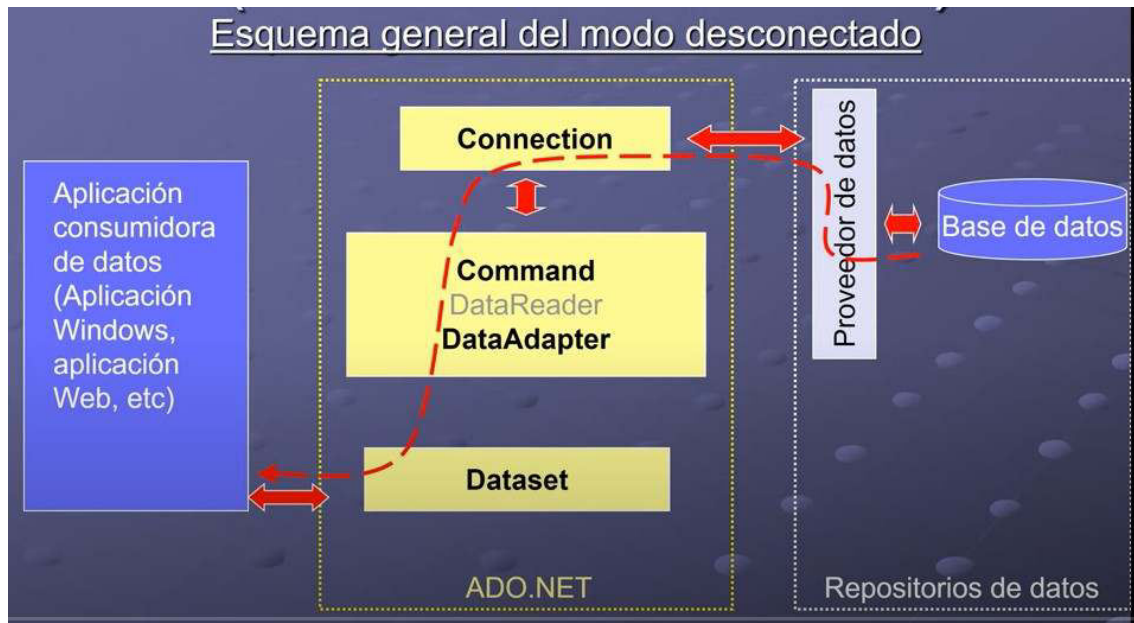 Esquema general del modo desconectado
Connection
Aplicación
consumidora
de datos
(Aplicación
Windows,
aplicación
Web, etc)
Command
DataReader
DataAdapter
Dataset
ADO.NET
Proveedor de datos
Base de datos
Repositorios de datos